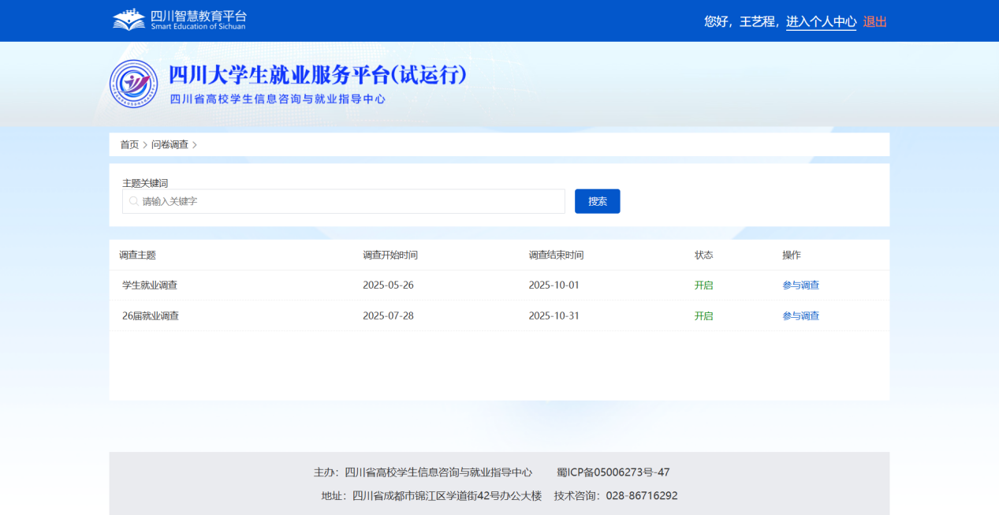 四川智慧教育平台
Smart Education of Sichuan
您好，王艺程，进入个人中心 退出
四川大学生就业服务平台(试运行)
四川省高校学生信息咨询与就业指导中心
首页 > 问卷调查 >
主题关键词
请输入关键字 搜索
调查主题 调查开始时间 调查结束时间 状态 操作
学生就业调查 2025-05-26 2025-10-01 开启 参与调查
26届就业调查 2025-07-28 2025-10-31 开启 参与调查
主办：四川省高校学生信息咨询与就业指导中心 蜀ICP备05006273号-47
地址：四川省成都市锦江区学道街42号办公大楼 技术咨询：028-86716292